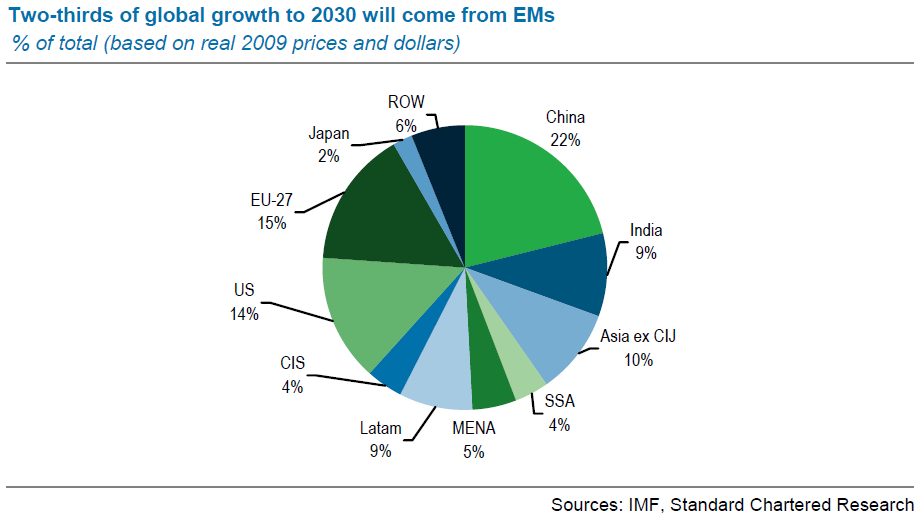 Two-thirds of global growth to 2030 will come from EMs
% of total (based on real 2009 prices and dollars)
ROW
6%
China
22%
Japan
2%
EU-27
15%
India
9%
US
14%
Asia ex CIJ
10%
CIS
4%
SSA
4%
Latam
9%
MENA
5%
Sources: IMF, Standard Chartered Research